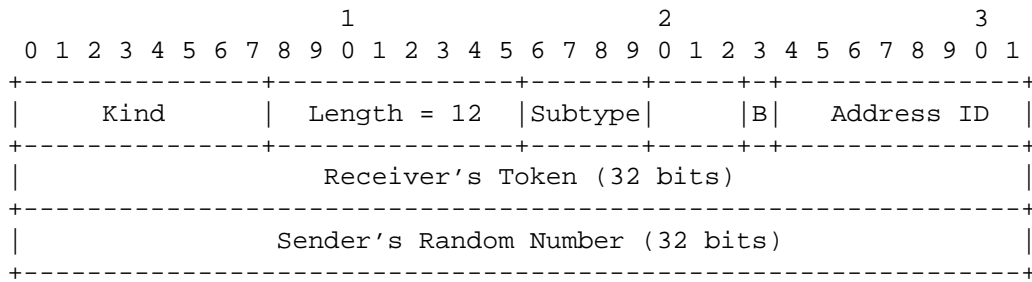 1                   2                   3
 0 1 2 3 4 5 6 7 8 9 0 1 2 3 4 5 6 7 8 9 0 1 2 3 4 5 6 7 8 9 0 1
+---------------+---------------+-------+-----+-+---------------+
|     Kind      |  Length = 12  |Subtype|     |B|   Address ID  |
+---------------+---------------+-------+-----+-+---------------+
|                   Receiver's Token (32 bits)                  |
+---------------------------------------------------------------+
|                Sender's Random Number (32 bits)               |
+---------------------------------------------------------------+